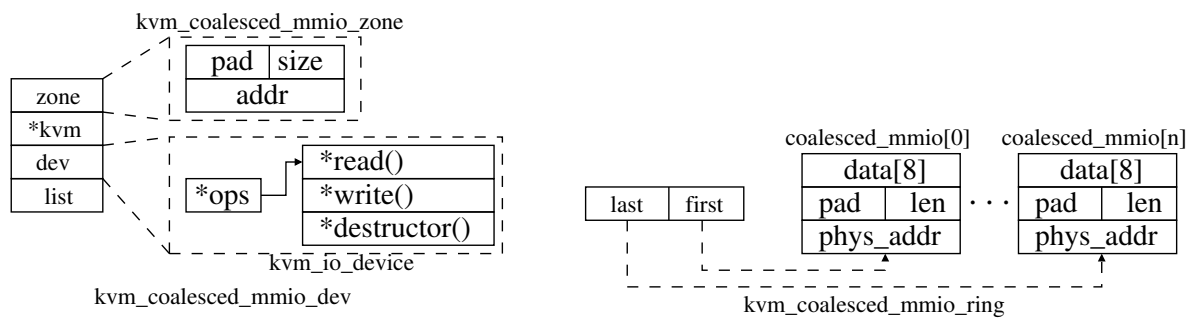 kvm_coalesced_mmio_zone
pad size
addr
zone
*kvm
dev
list
*ops
*read()
*write()
*destructor()
kvm_io_device
kvm_coalesced_mmio_dev
coalesced_mmio[0] coalesced_mmio[n]
data[8] data[8]
last first
pad len · · · pad len
phys_addr phys_addr
kvm_coalesced_mmio_ring